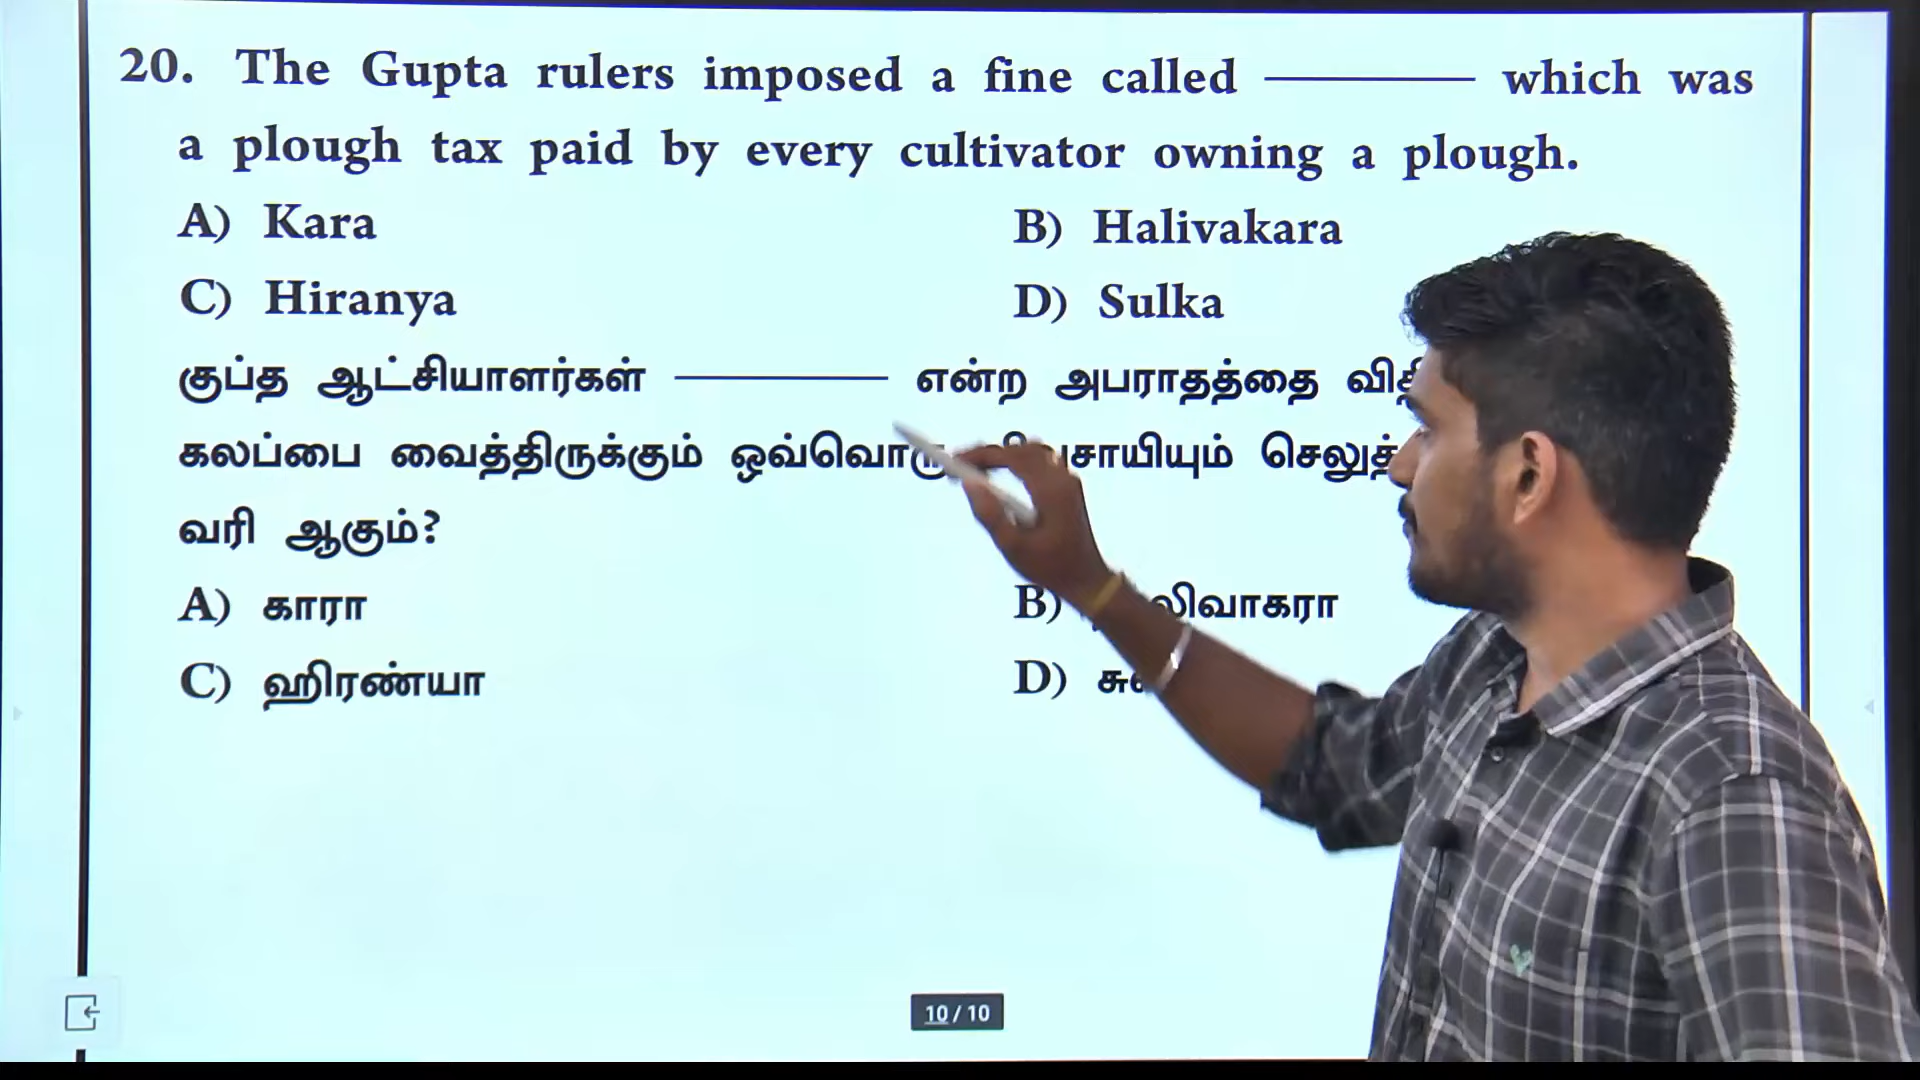 20. The Gupta rulers imposed a fine called ———— which was
a plough tax paid by every cultivator owning a plough.
A) Kara B) Halivakara
C) Hiranya D) Sulka
குப்த ஆட்சியாளர்கள் ———— என்ற அபராதத்தை
கலப்பை வைத்திருக்கும் ஒவ்வொரு
வரி ஆகும்?
A) காரா B)
C) ஹிரண்யா D)
10 / 10